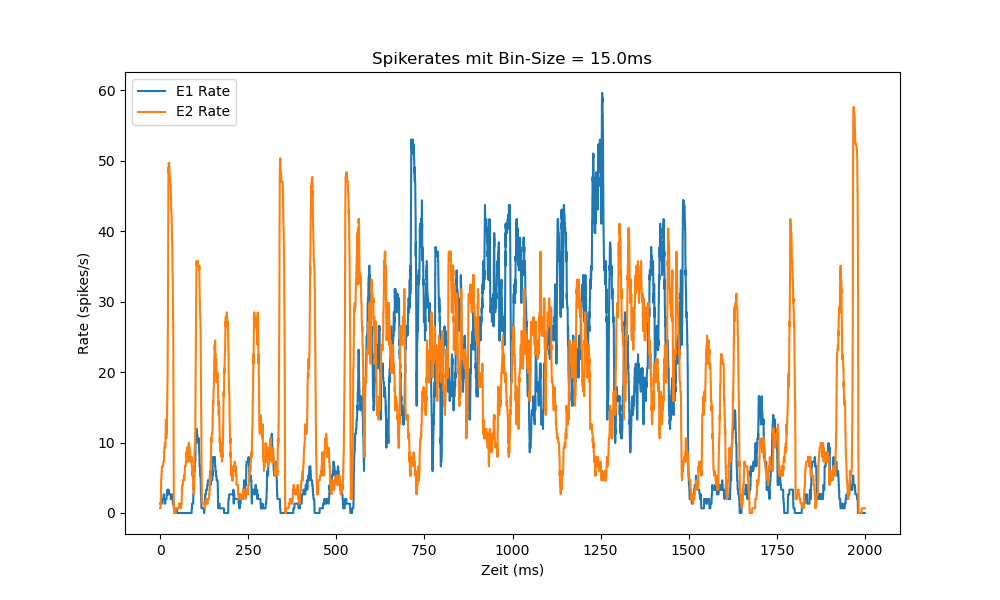 Spikerates mit Bin-Size = 15.0ms
E1 Rate
E2 Rate
Rate (spikes/s)
60
50
40
30
20
10
0
0 250 500 750 1000 1250 1500 1750 2000
Zeit (ms)